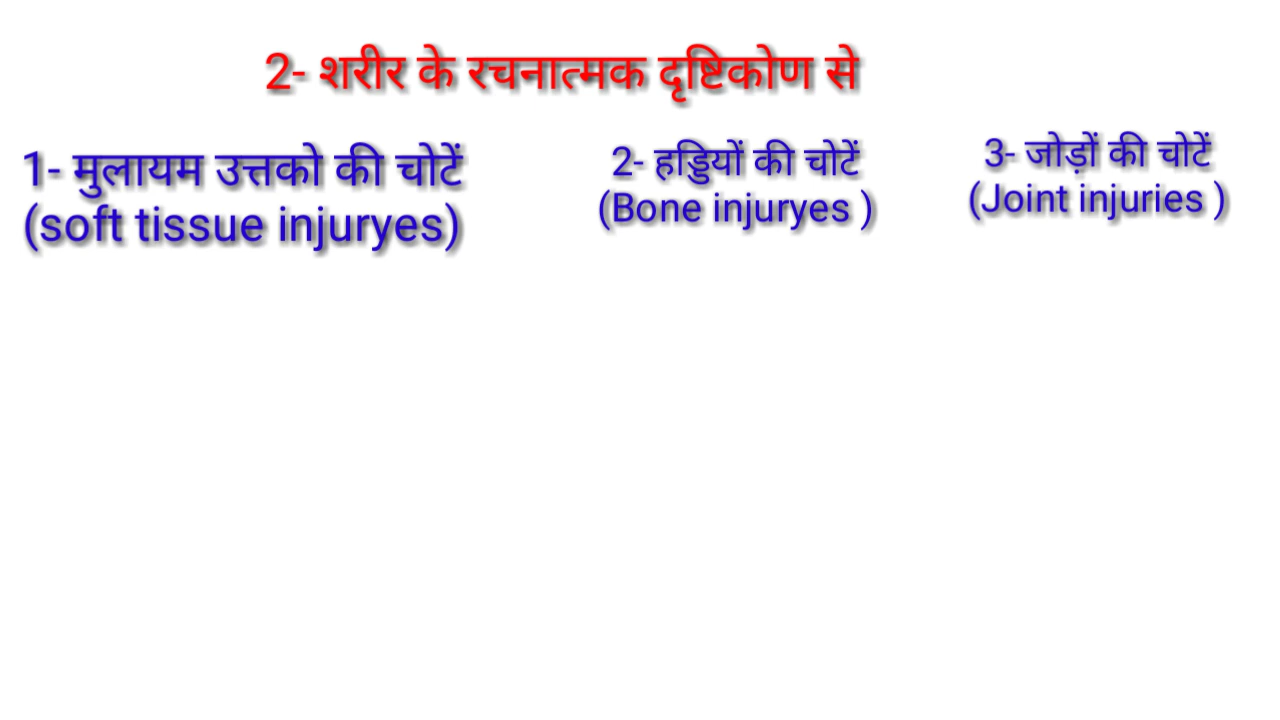 2- शरीर के रचनात्मक दृष्टिकोण से
1- मुलायम उत्तको की चोटें
(soft tissue injuryes)
2- हड्डियों की चोटें
(Bone injuryes )
3- जोड़ों की चोटें
(Joint injuries )